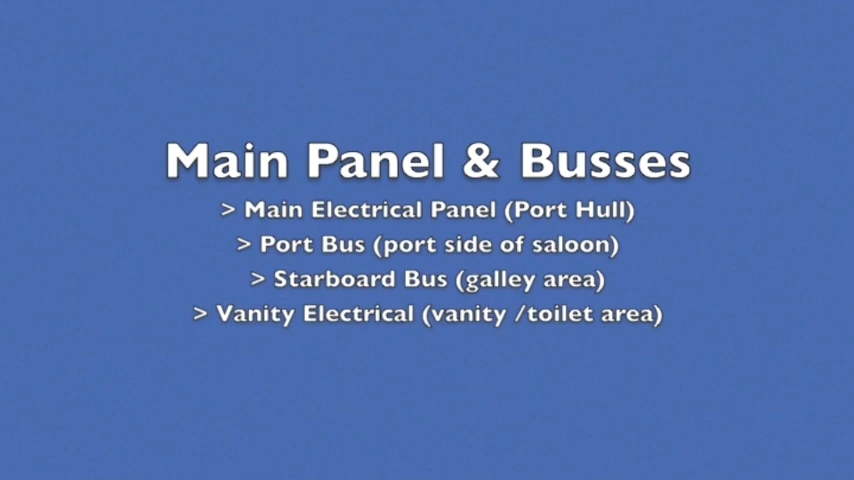 Main Panel & Busses
> Main Electrical Panel (Port Hull)
> Port Bus (port side of saloon)
> Starboard Bus (galley area)
> Vanity Electrical (vanity /toilet area)